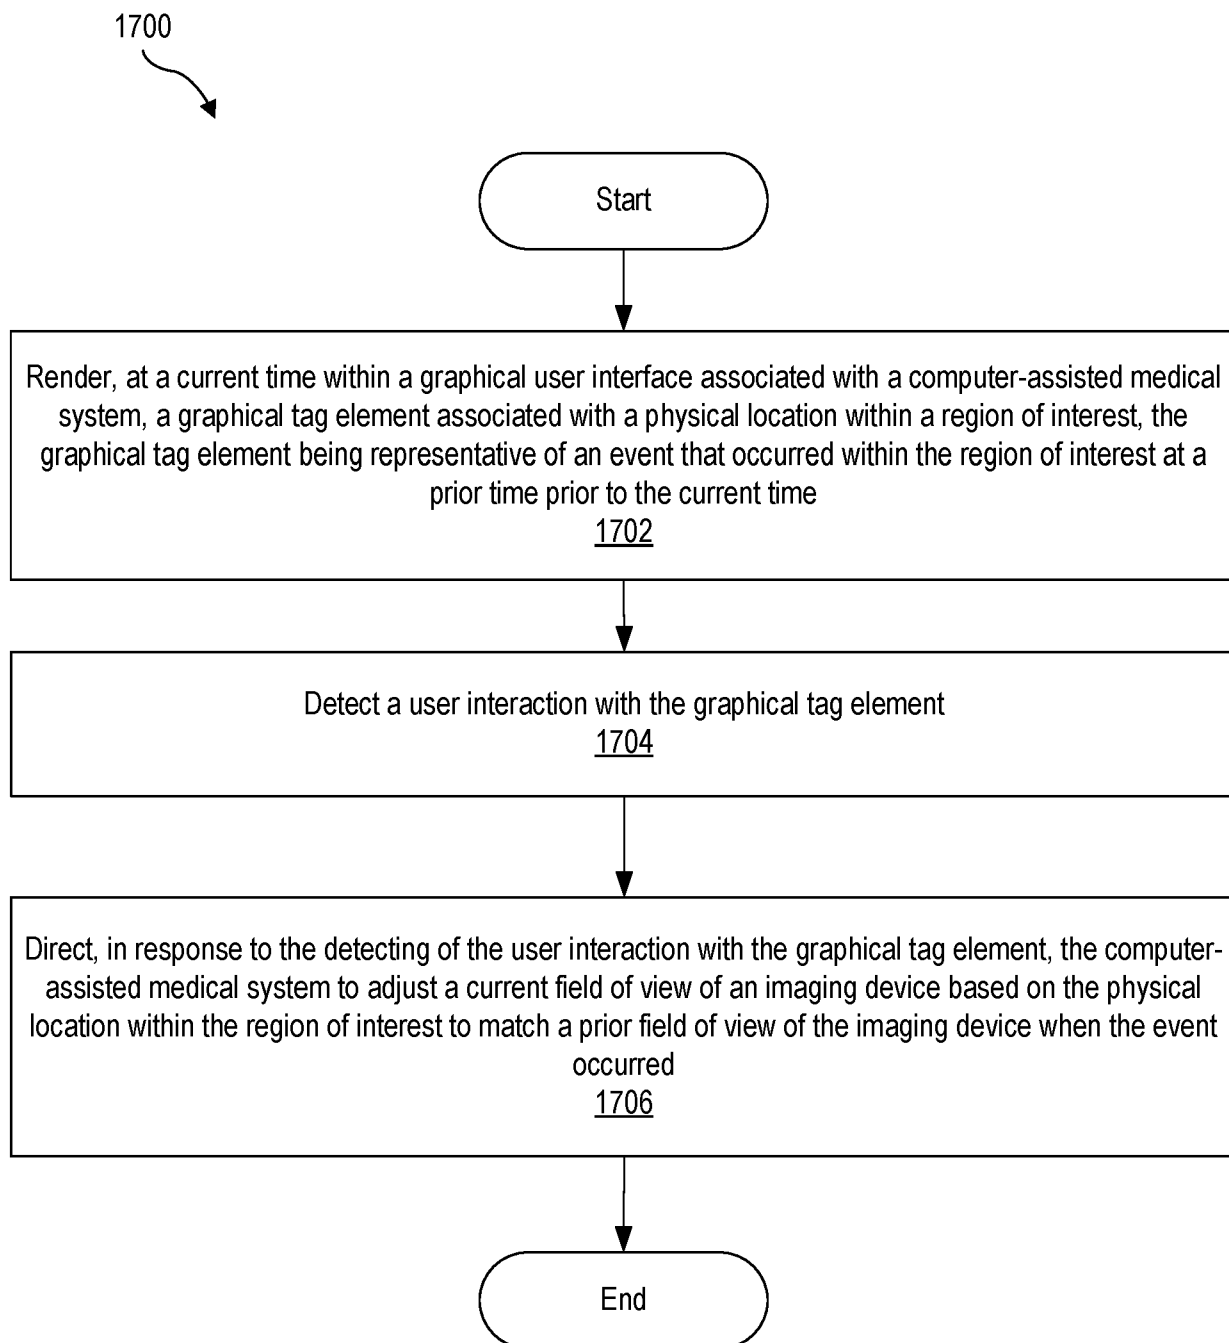 1700
Start
Render, at a current time within a graphical user interface associated with a computer-assisted medical
system, a graphical tag element associated with a physical location within a region of interest, the
graphical tag element being representative of an event that occurred within the region of interest at a
prior time prior to the current time
1702
Detect a user interaction with the graphical tag element
1704
Direct, in response to the detecting of the user interaction with the graphical tag element, the computer-
assisted medical system to adjust a current field of view of an imaging device based on the physical
location within the region of interest to match a prior field of view of the imaging device when the event
occurred
1706
End